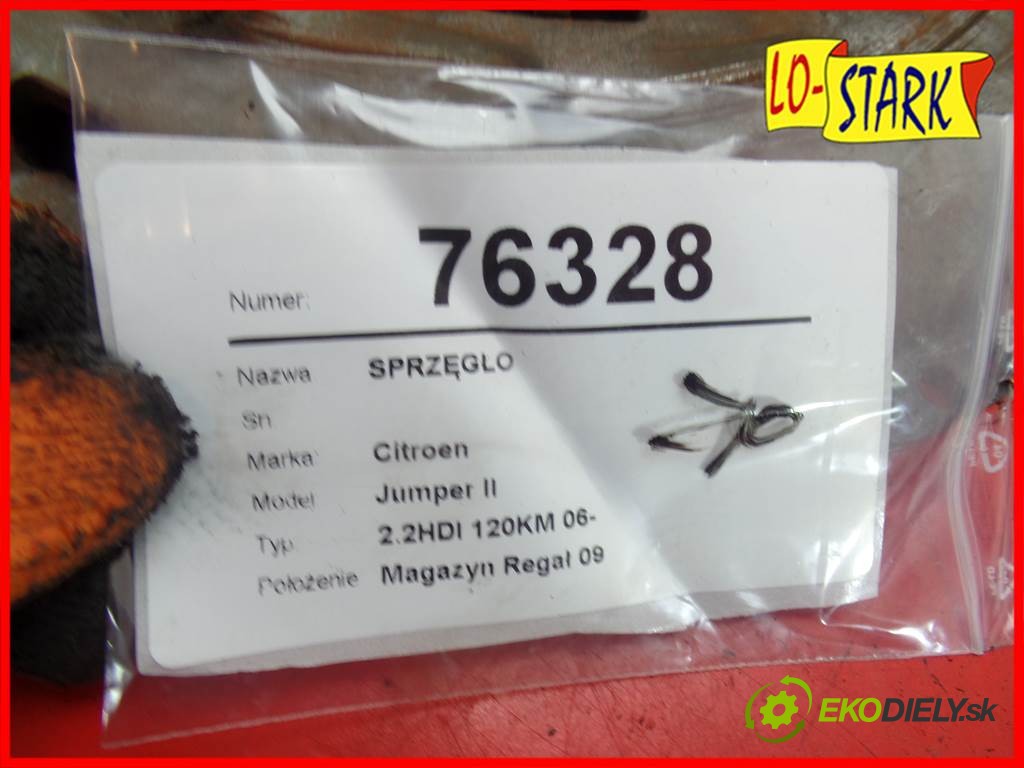 LO-STARK
Numer: 76328
Nazwa SPRZĘGLO
Sn
Marka Citroen
Model Jumper II
Typ 2.2HDI 120KM 06-
Położenie Magazyn Regał 09
EKODIELY.sk